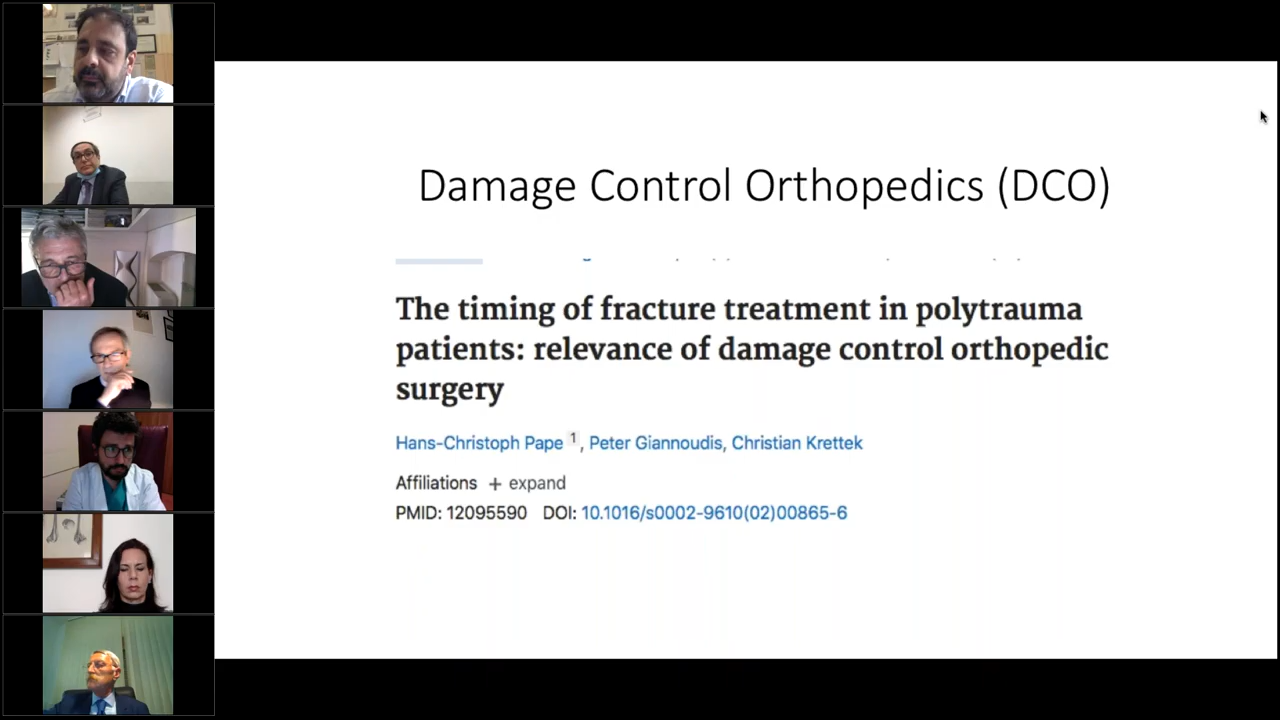 Damage Control Orthopedics (DCO)
The timing of fracture treatment in polytrauma
patients: relevance of damage control orthopedic
surgery
Hans-Christoph Pape 1, Peter Giannoudis, Christian Krettek
Affiliations + expand
PMID: 12095590 DOI: 10.1016/s0002-9610(02)00865-6